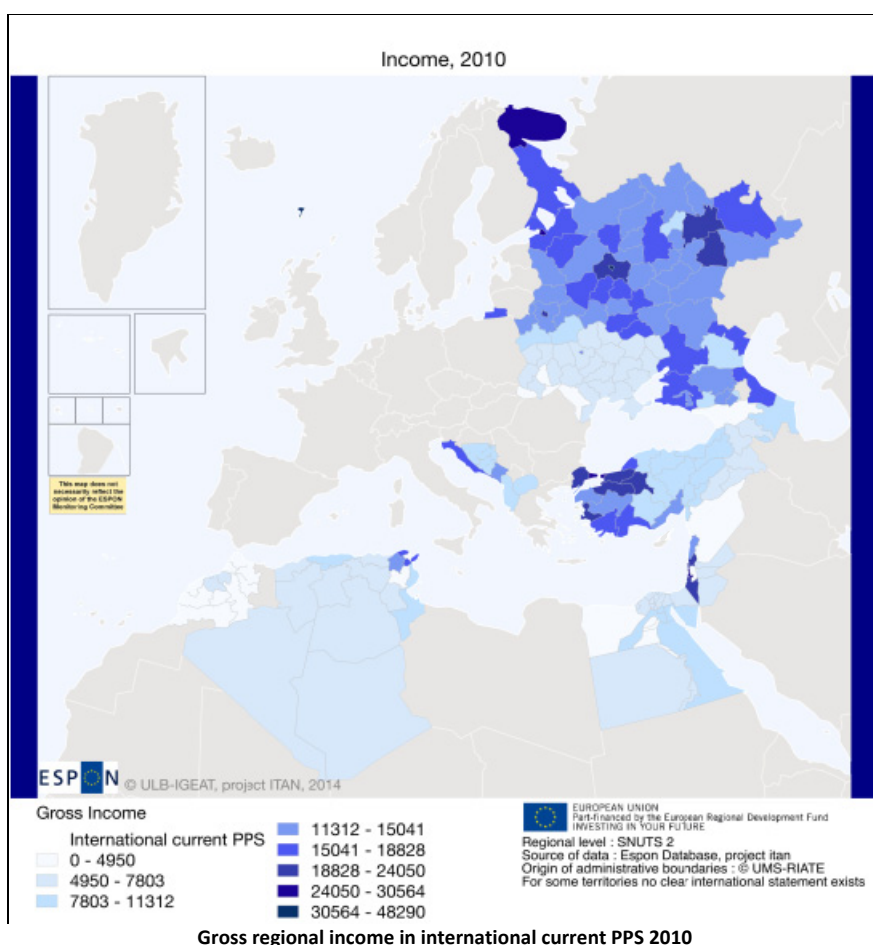 Income, 2010
This map does not
necessarily reflect the
opinion of the ESPON
Monitoring Committee
ESPON © ULB-IGEAT, project ITAN, 2014
Gross Income
International current PPS
0 - 4950
4950 - 7803
7803 - 11312
11312 - 15041
15041 - 18828
18828 - 24050
24050 - 30564
30564 - 48290
EUROPEAN UNION
Part-financed by the European Regional Development Fund
INVESTING IN YOUR FUTURE
Regional level : SNUTS 2
Source of data : Espon Database, project itan
Origin of administrative boundaries : © UMS-RIATE
For some territories no clear international statement exists
Gross regional income in international current PPS 2010